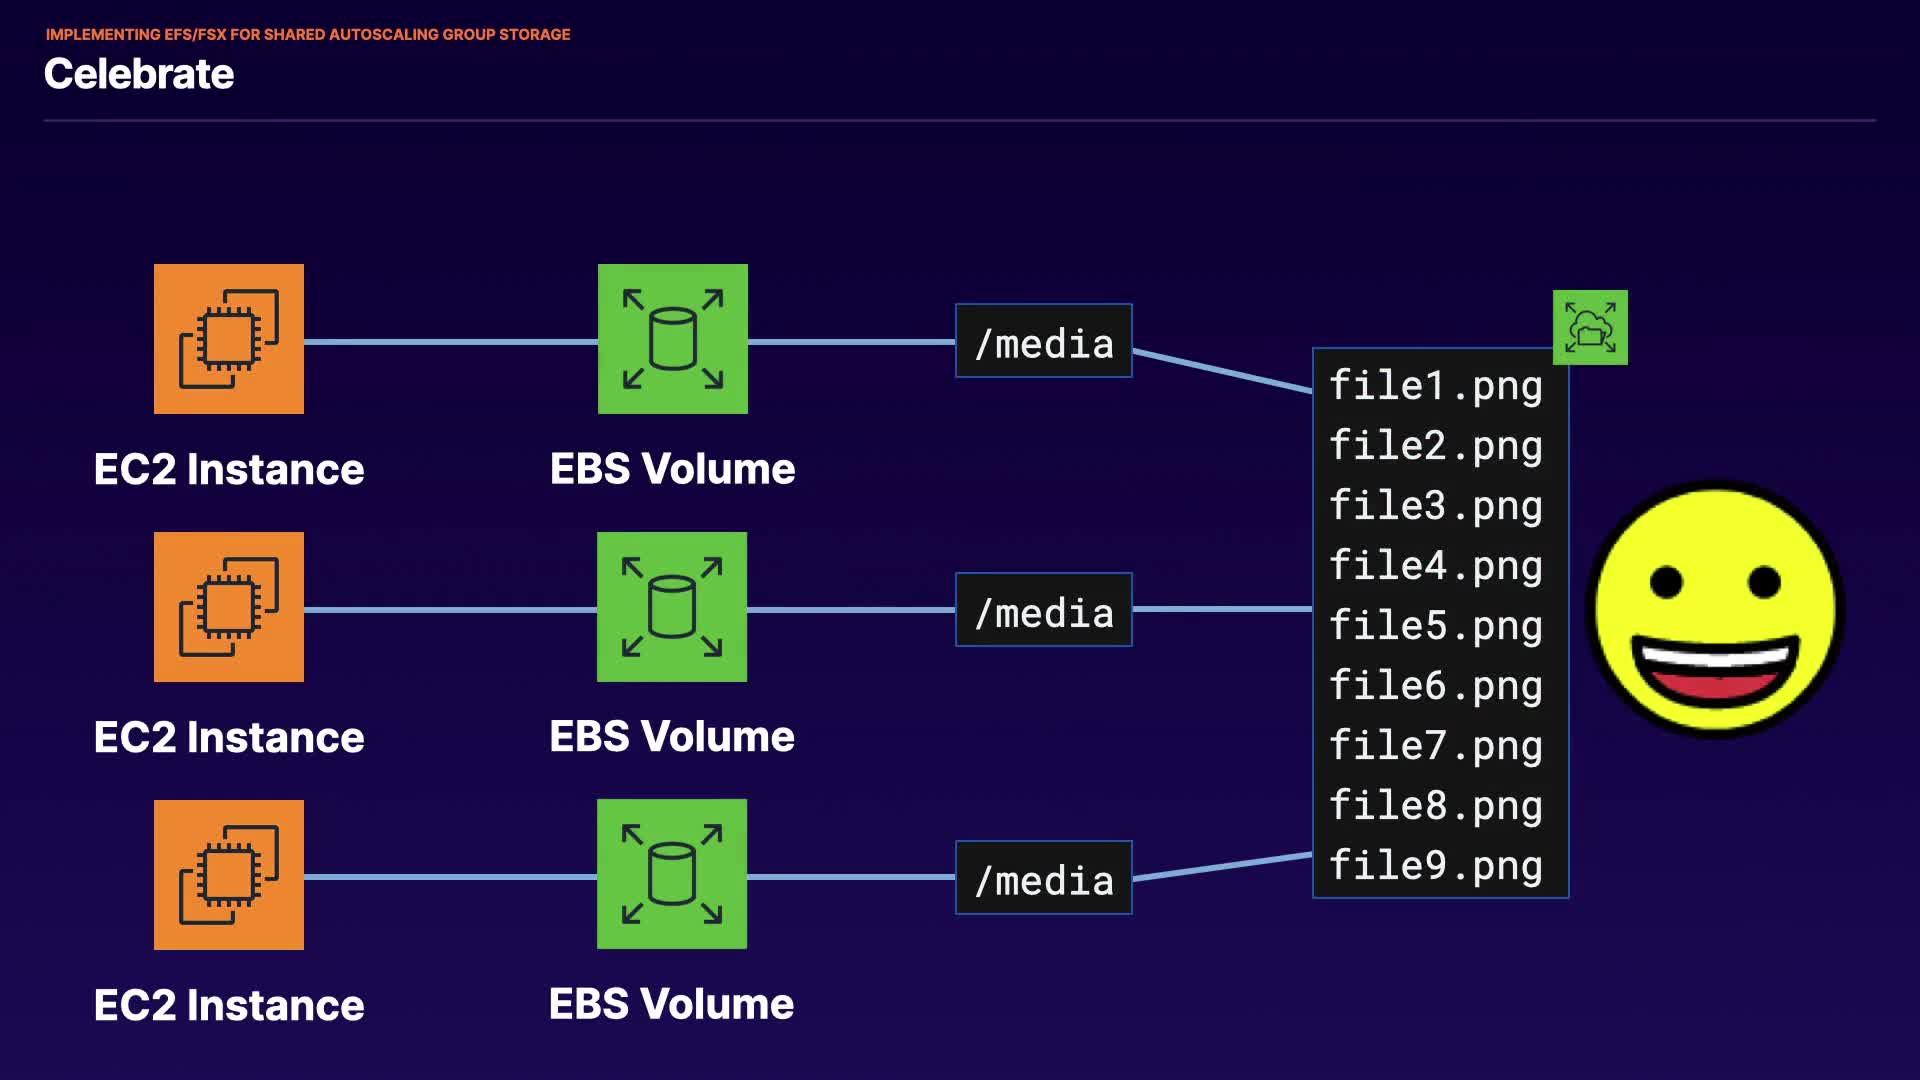 IMPLEMENTING EFS/FSX FOR SHARED AUTOSCALING GROUP STORAGE
Celebrate
EC2 Instance
EBS Volume
/media
EC2 Instance
EBS Volume
/media
EC2 Instance
EBS Volume
/media
file1.png
file2.png
file3.png
file4.png
file5.png
file6.png
file7.png
file8.png
file9.png